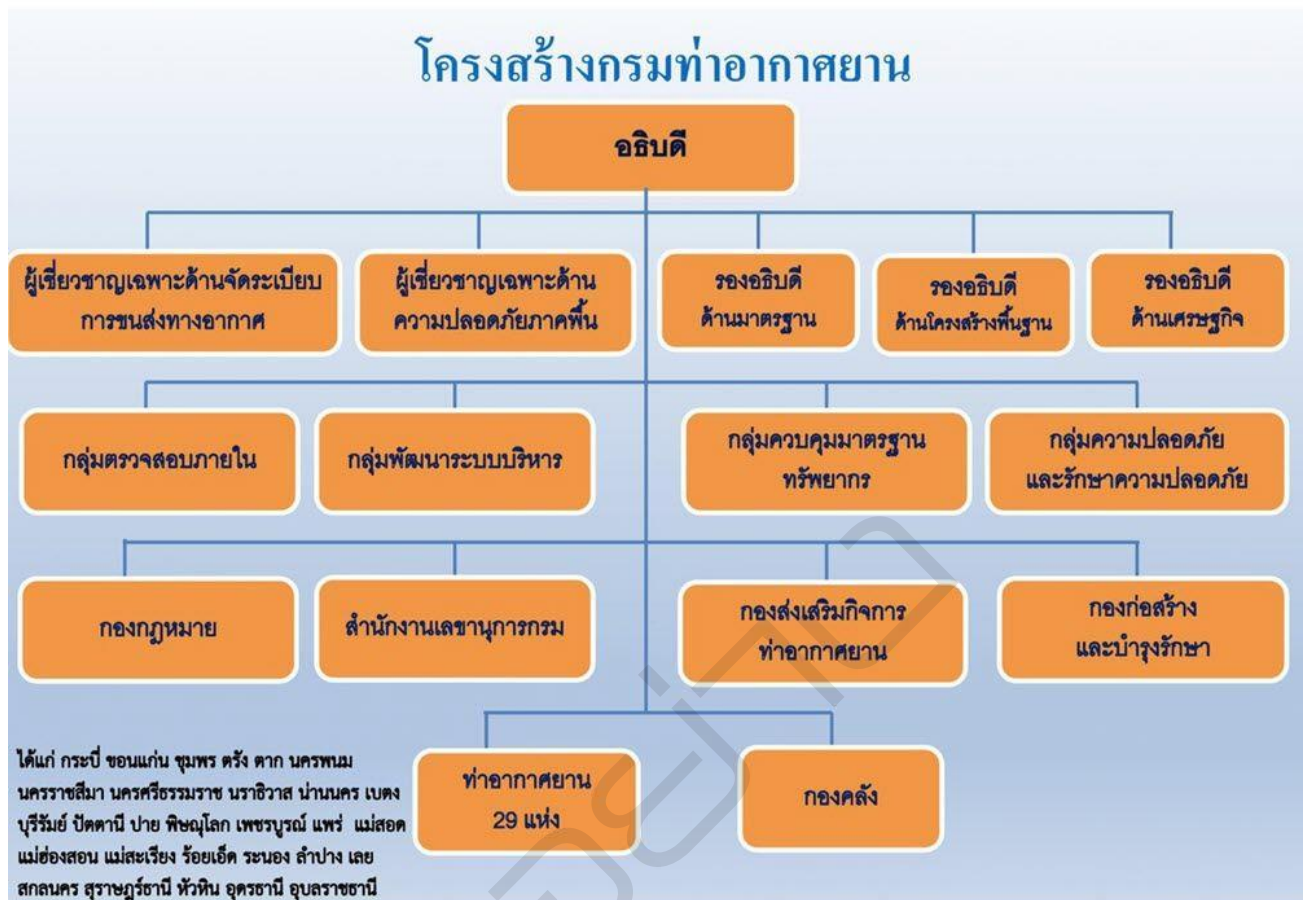 โครงสร้างกรมท่าอากาศยาน
อธิบดี
ผู้เชี่ยวชาญเฉพาะด้านจัดระเบียบ
การขนส่งทางอากาศ
ผู้เชี่ยวชาญเฉพาะด้าน
ความปลอดภัยภาคพื้น
รองอธิบดี
ด้านมาตรฐาน
รองอธิบดี
ด้านโครงสร้างพื้นฐาน
รองอธิบดี
ด้านเศรษฐกิจ
กลุ่มตรวจสอบภายใน
กลุ่มพัฒนาระบบบริหาร
กลุ่มควบคุมมาตรฐาน
ทรัพยากร
กลุ่มความปลอดภัย
และรักษาความปลอดภัย
กองกฎหมาย
สำนักงานเลขานุการกรม
กองส่งเสริมกิจการ
ท่าอากาศยาน
กองก่อสร้าง
และบำรุงรักษา
ท่าอากาศยาน
29 แห่ง
กองคลัง
ได้แก่ กระบี่ ขอนแก่น ชุมพร ตรัง ตาก นครพนม
นครราชสีมา นครศรีธรรมราช นราธิวาส น่านนคร เบตง
บุรีรัมย์ ปัตตานี ปาย พิษณุโลก เพชรบูรณ์ แพร่ แม่สอด
แม่ฮ่องสอน แม่สะเรียง ร้อยเอ็ด ระนอง ลำปาง เลย
สกลนคร สุราษฎร์ธานี หัวหิน อุดรธานี อุบลราชธานี